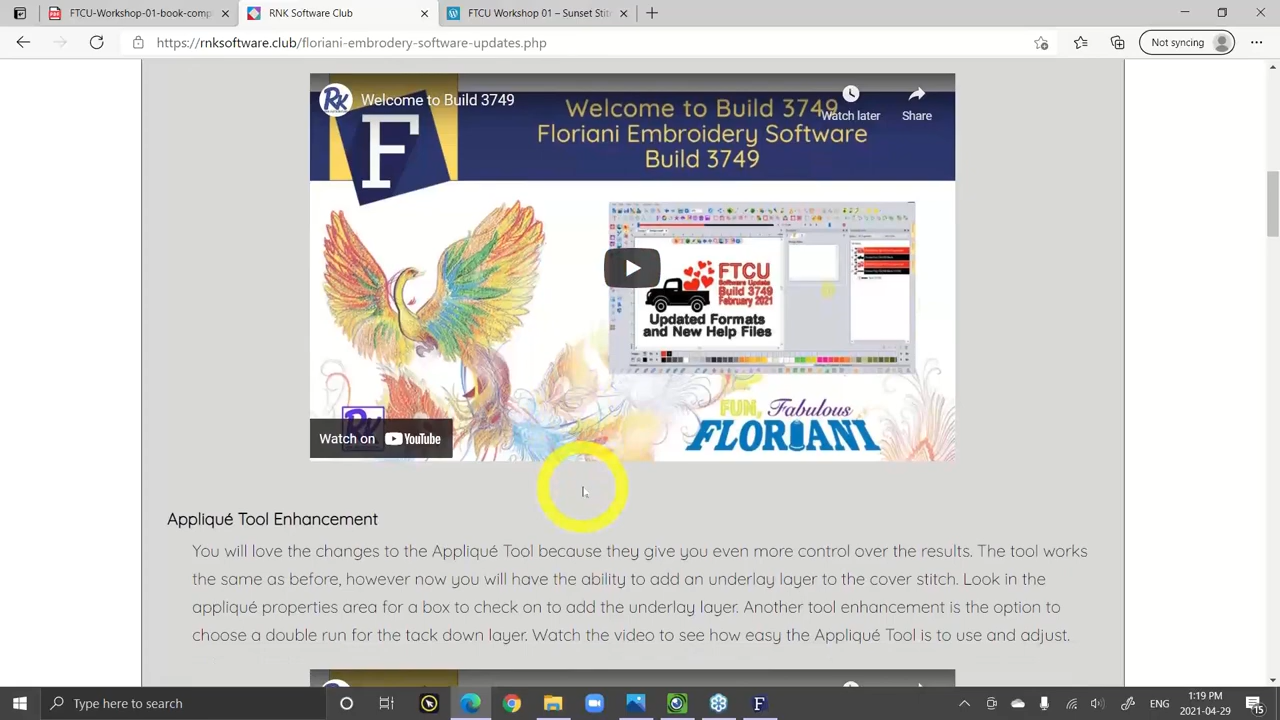 FTCU-Workshop-01-book-comp
RNK Software Club
FTCU Workshop 01 – Sunset Stit
https://rnksoftware.club/floriani-embrodery-software-updates.php
Not syncing
Rk
Welcome to Build 3749
Watch later
Share
F
Welcome to Build 3749
Floriani Embroidery Software
Build 3749
FTCU
Software Update
Build 3749
February 2021
Updated Formats
and New Help Files
FUN, Fabulous
FLORIANI
Watch on YouTube
Appliqué Tool Enhancement
You will love the changes to the Appliqué Tool because they give you even more control over the results. The tool works
the same as before, however now you will have the ability to add an underlay layer to the cover stitch. Look in the
appliqué properties area for a box to check on to add the underlay layer. Another tool enhancement is the option to
choose a double run for the tack down layer. Watch the video to see how easy the Appliqué Tool is to use and adjust.
Type here to search
F
ENG
1:19 PM
2021-04-29
15